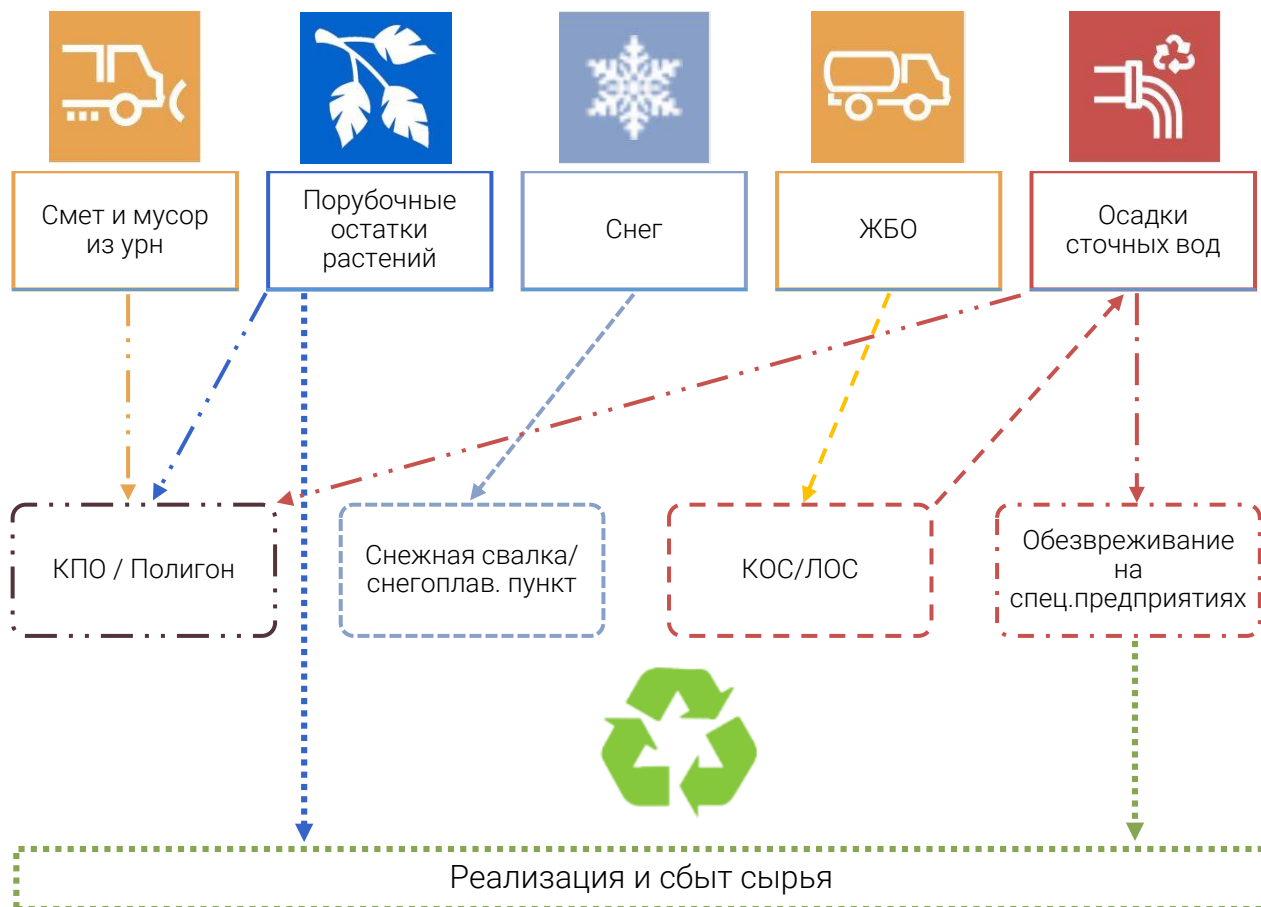 Смет и мусор
из урн
Порубочные
остатки
растений
Снег
ЖБО
Осадки
сточных вод
КПО / Полигон
Снежная свалка/
снегоплав. пункт
КОС/ЛОС
Обезвреживание
на
спец.предприятиях
Реализация и сбыт сырья